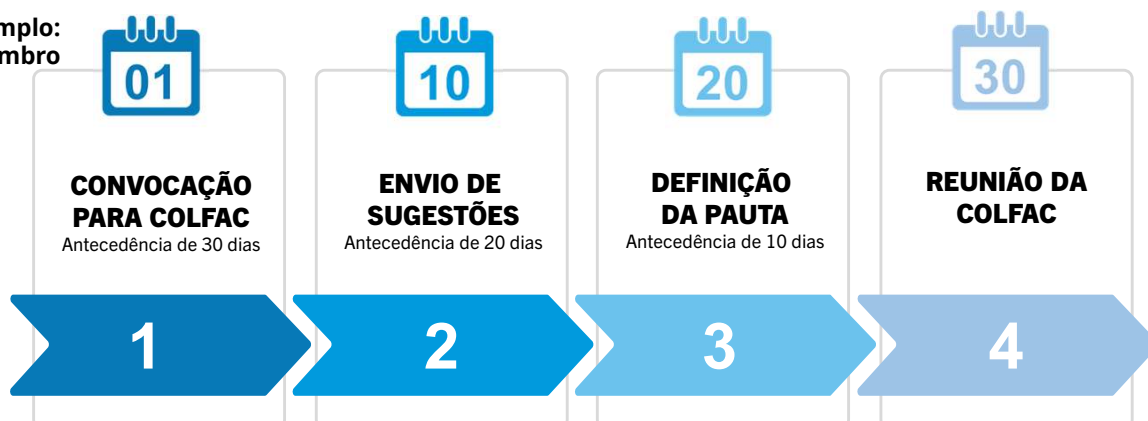 mplo:
mbro
01
10
20
30
CONVOCAÇÃO
PARA COLFAC
Antecedência de 30 dias
ENVIO DE
SUGESTÕES
Antecedência de 20 dias
DEFINIÇÃO
DA PAUTA
Antecedência de 10 dias
REUNIÃO DA
COLFAC
1
2
3
4